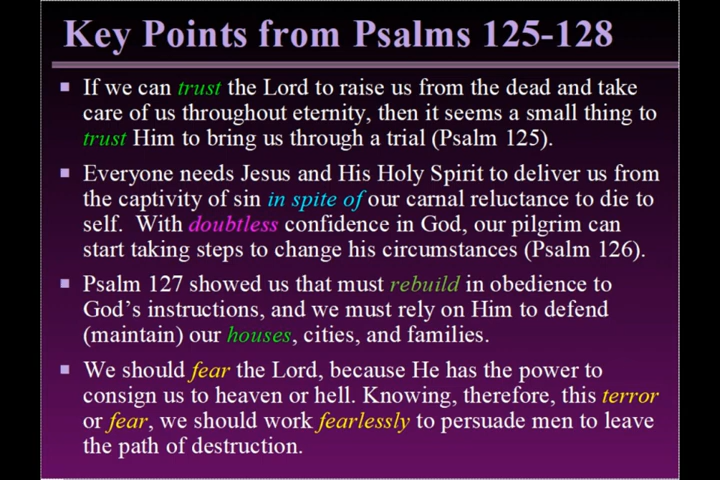 Key Points from Psalms 125-128
If we can trust the Lord to raise us from the dead and take
care of us throughout eternity, then it seems a small thing to
trust Him to bring us through a trial (Psalm 125).
Everyone needs Jesus and His Holy Spirit to deliver us from
the captivity of sin in spite of our carnal reluctance to die to
self. With doubtless confidence in God, our pilgrim can
start taking steps to change his circumstances (Psalm 126).
Psalm 127 showed us that must rebuild in obedience to
God’s instructions, and we must rely on Him to defend
(maintain) our houses, cities, and families.
We should fear the Lord, because He has the power to
consign us to heaven or hell. Knowing, therefore, this terror
or fear, we should work fearlessly to persuade men to leave
the path of destruction.